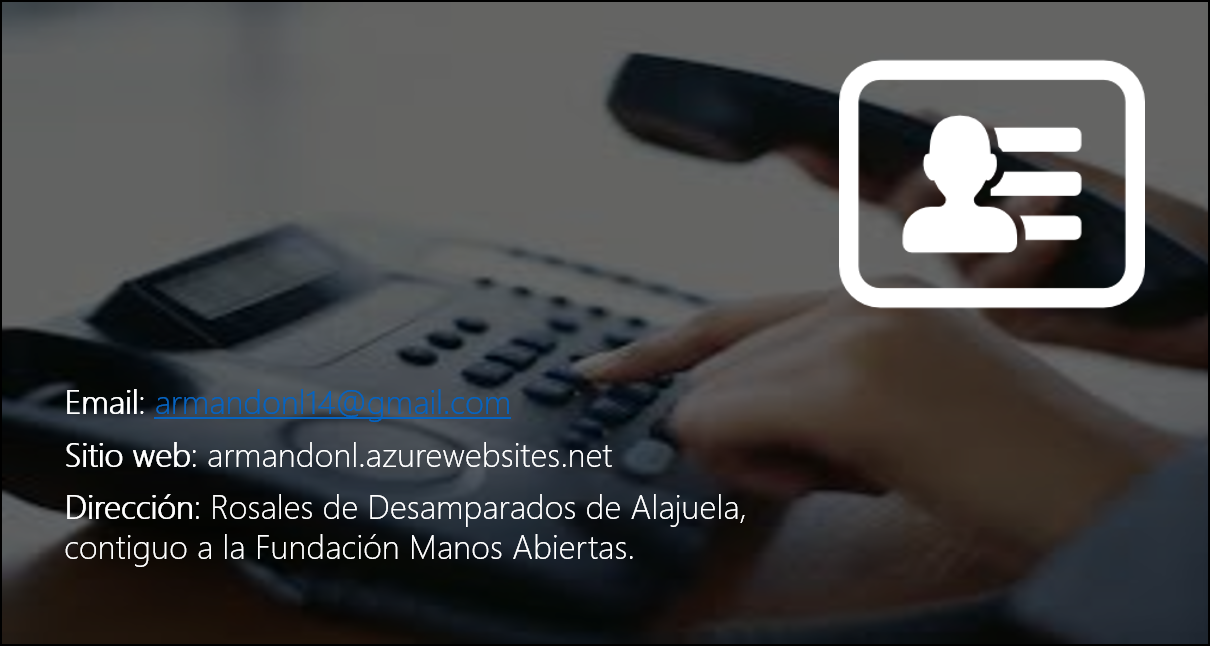 Email: armandonl14@gmail.com
Sitio web: armandonl.azurewebsites.net
Dirección: Rosales de Desamparados de Alajuela,
contiguo a la Fundación Manos Abiertas.